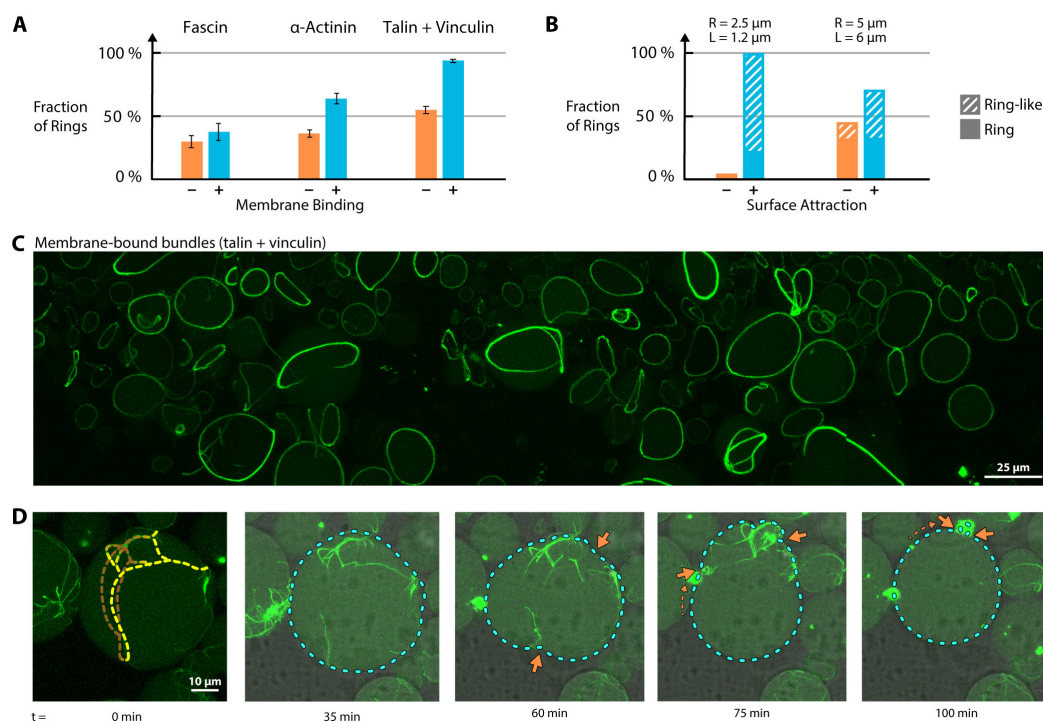 A
Fascin α-Actinin Talin + Vinculin
100 %
Fraction
of Rings
50 %
0 %
– + – + – +
Membrane Binding
B
R = 2.5 µm R = 5 µm
L = 1.2 µm L = 6 µm
100 %
Fraction
of Rings
50 %
0 %
– + – +
Surface Attraction
Ring-like
Ring
C Membrane-bound bundles (talin + vinculin)
25 µm
D
10 µm
t = 0 min 35 min 60 min 75 min 100 min